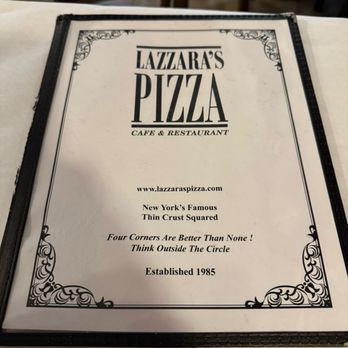 LAZZARA'S
PIZZA
CAFE & RESTAURANT
www.lazzaraspizza.com
New York's Famous
Thin Crust Squared
Four Corners Are Better Than None !
Think Outside The Circle
Established 1985